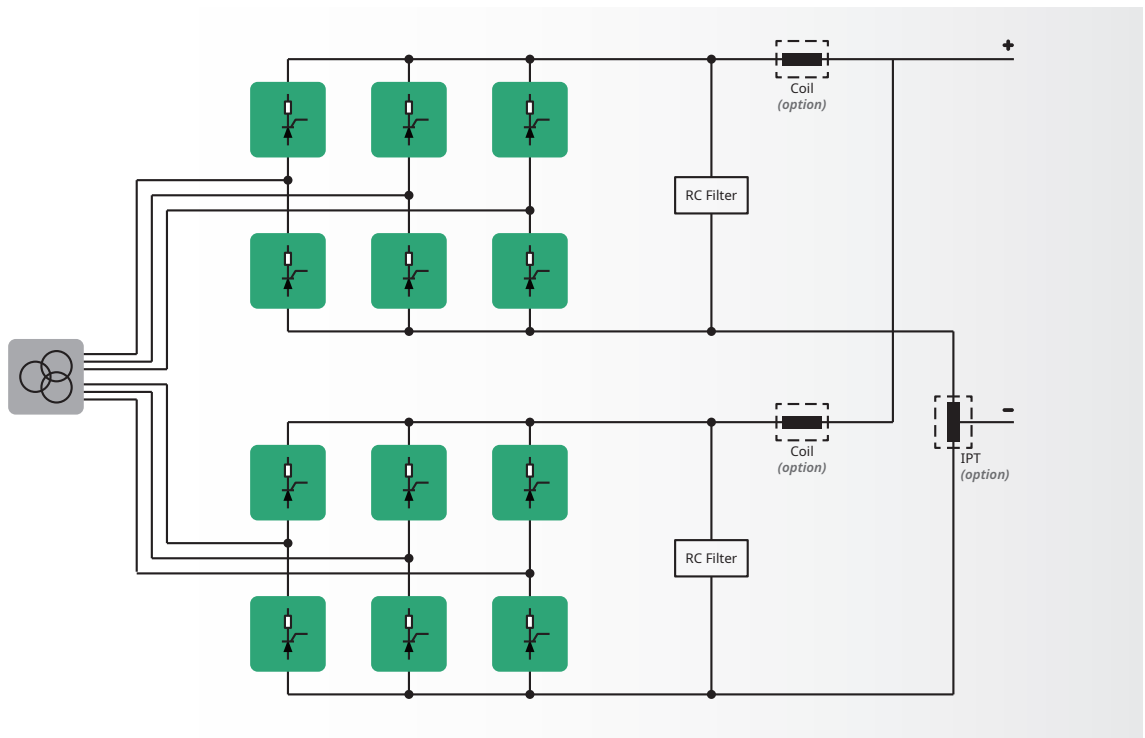 +
Coil
(option)
RC Filter
-
Coil
(option)
IPT
(option)
RC Filter